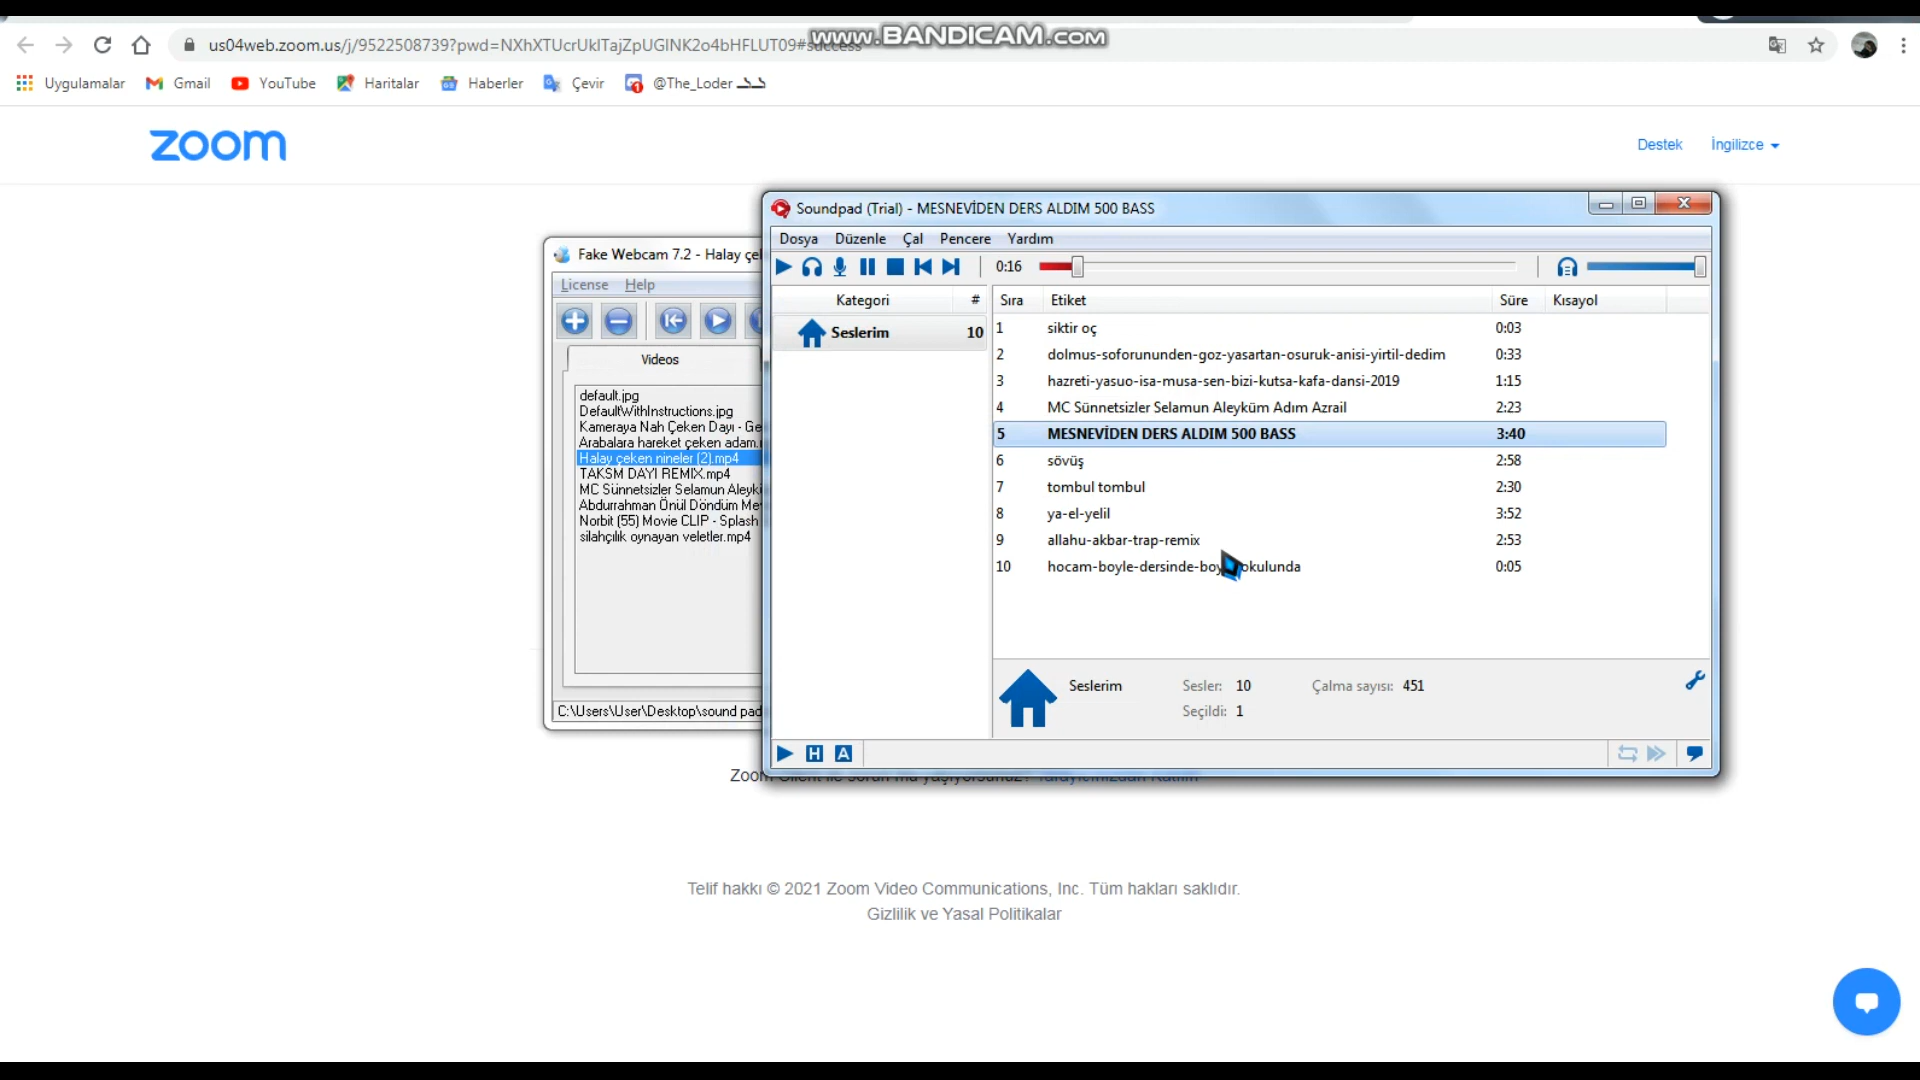 www.BANDICAM.com
us04web.zoom.us/j/9522508739?pwd=NXhXTUcrUklTajZpUGlNK2o4bHFLUT09#success
Uygulamalar Gmail YouTube Haritalar Haberler Çevir @The_Loder
zoom
Destek İngilizce
Fake Webcam 7.2 - Halay çe
License Help
Videos
default.jpg
DefaultWithInstructions.jpg
Kameraya Nah Çeken Dayı - Ge
Arabalara hareket çeken adam.
Halay çeken nineler (2).mp4
TAKSM DAYI REMIX.mp4
MC Sünnetsizler Selamun Aleyk
Abdurrahman Önül Döndüm Me
Norbit (55) Movie CLIP - Splash
silahçılık oynayan veletler.mp4
C:\Users\User\Desktop\sound pad
Soundpad (Trial) - MESNEVİDEN DERS ALDIM 500 BASS
Dosya Düzenle Çal Pencere Yardım
0:16
Kategori #
Seslerim 10
Sıra Etiket Süre Kısayol
1 siktir oç 0:03
2 dolmus-soforununden-goz-yasartan-osuruk-anisi-yirtil-dedim 0:33
3 hazreti-yasuo-isa-musa-sen-bizi-kutsa-kafa-dansi-2019 1:15
4 MC Sünnetsizler Selamun Aleyküm Adım Azrail 2:23
5 MESNEVİDEN DERS ALDIM 500 BASS 3:40
6 sövüş 2:58
7 tombul tombul 2:30
8 ya-el-yelil 3:52
9 allahu-akbar-trap-remix 2:53
10 hocam-boyle-dersinde-boy okulunda 0:05
Seslerim Sesler: 10 Çalma sayısı: 451
Seçildi: 1
H A
Zoom
Telif hakkı © 2021 Zoom Video Communications, Inc. Tüm hakları saklıdır.
Gizlilik ve Yasal Politikalar